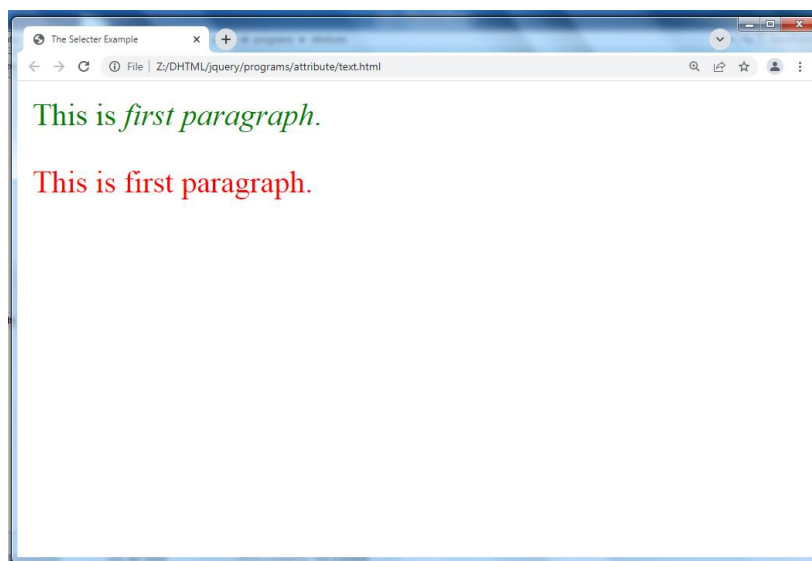 The Selecter Example
File Z:/DHTML/jquery/programs/attribute/text.html
This is first paragraph.
This is first paragraph.